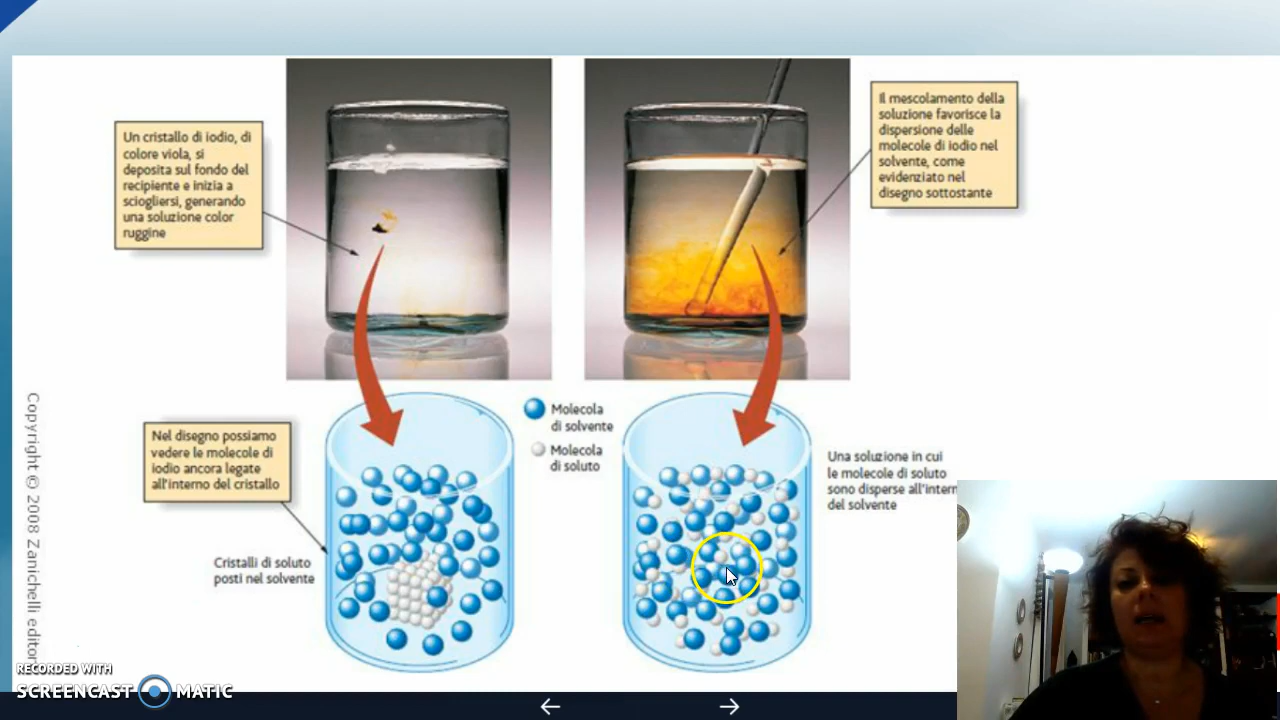 Un cristallo di iodio, di
colore viola, si
deposita sul fondo del
recipiente e inizia a
sciogliersi, generando
una soluzione color
ruggine
Il mescolamento della
soluzione favorisce la
dispersione delle
molecole di iodio nel
solvente, come
evidenziato nel
disegno sottostante
Molecola
di solvente
Molecola
di soluto
Nel disegno possiamo
vedere le molecole di
iodio ancora legate
all'interno del cristallo
Cristalli di soluto
posti nel solvente
Una soluzione in cui
le molecole di soluto
sono disperse all'intern
del solvente
Copyright © 2008 Zanichelli editor
RECORDED WITH
SCREENCAST MATIC